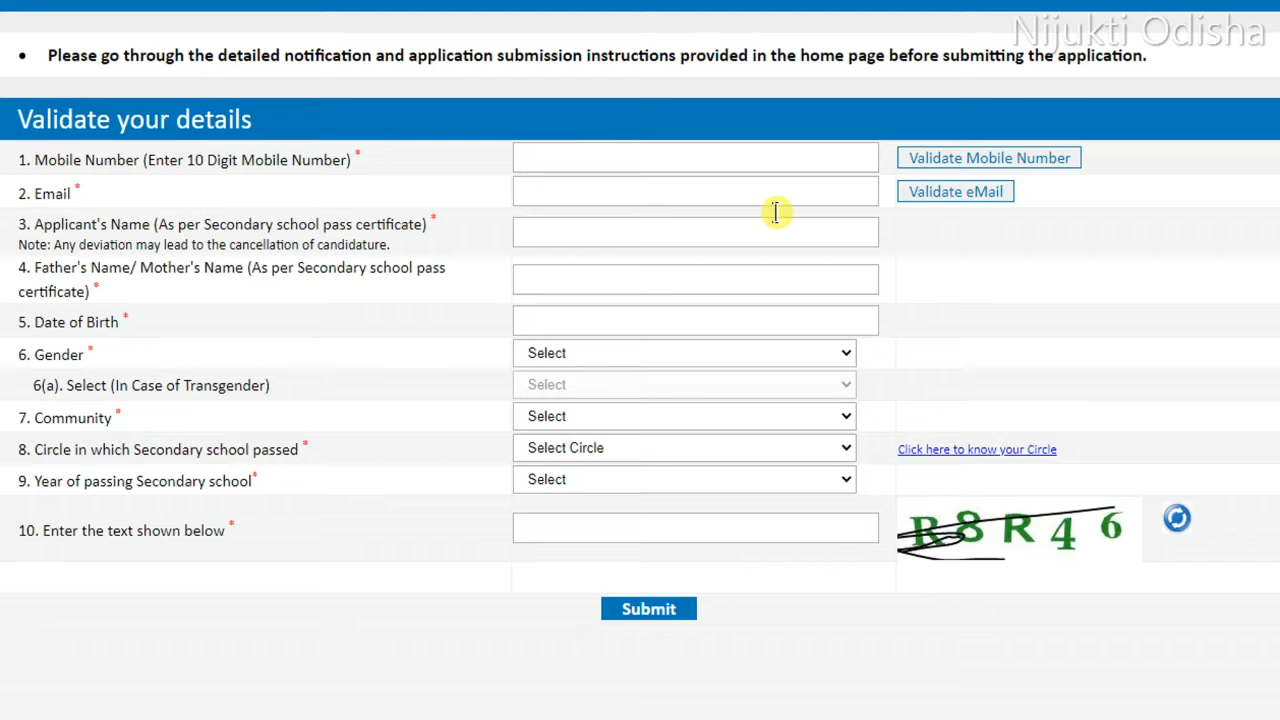 Nijukti Odisha
• Please go through the detailed notification and application submission instructions provided in the home page before submitting the application.
Validate your details
1. Mobile Number (Enter 10 Digit Mobile Number) *
Validate Mobile Number
2. Email *
Validate eMail
3. Applicant's Name (As per Secondary school pass certificate) *
Note: Any deviation may lead to the cancellation of candidature.
4. Father's Name/ Mother's Name (As per Secondary school pass
certificate) *
5. Date of Birth *
6. Gender *
Select
6(a). Select (In Case of Transgender)
Select
7. Community *
Select
8. Circle in which Secondary school passed *
Select Circle
Click here to know your Circle
9. Year of passing Secondary school*
Select
10. Enter the text shown below *
R8R46
Submit